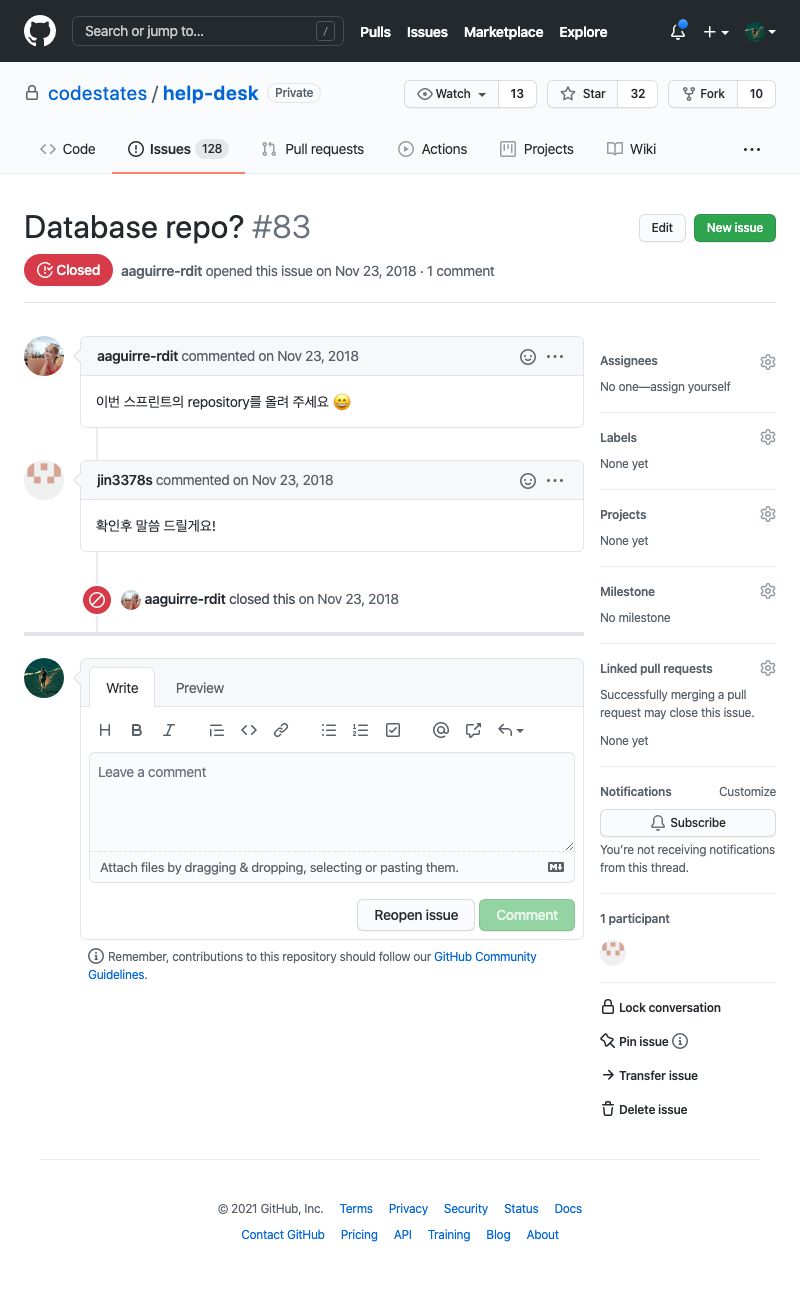 Search or jump to... /
Pulls Issues Marketplace Explore
codestates / help-desk Private
Watch 13 Star 32 Fork 10
Code Issues 128 Pull requests Actions Projects Wiki
Database repo? #83
Edit New issue
Closed aaguirre-rdit opened this issue on Nov 23, 2018 · 1 comment
aaguirre-rdit commented on Nov 23, 2018
이번 스프린트의 repository를 올려 주세요 😄
jin3378s commented on Nov 23, 2018
확인후 말씀 드릴게요!
aaguirre-rdit closed this on Nov 23, 2018
Write Preview
Leave a comment
Attach files by dragging & dropping, selecting or pasting them.
Reopen issue Comment
Remember, contributions to this repository should follow our GitHub Community
Guidelines.
Assignees
No one—assign yourself
Labels
None yet
Projects
None yet
Milestone
No milestone
Linked pull requests
Successfully merging a pull
request may close this issue.
None yet
Notifications Customize
Subscribe
You're not receiving notifications
from this thread.
1 participant
Lock conversation
Pin issue
Transfer issue
Delete issue
© 2021 GitHub, Inc. Terms Privacy Security Status Docs
Contact GitHub Pricing API Training Blog About